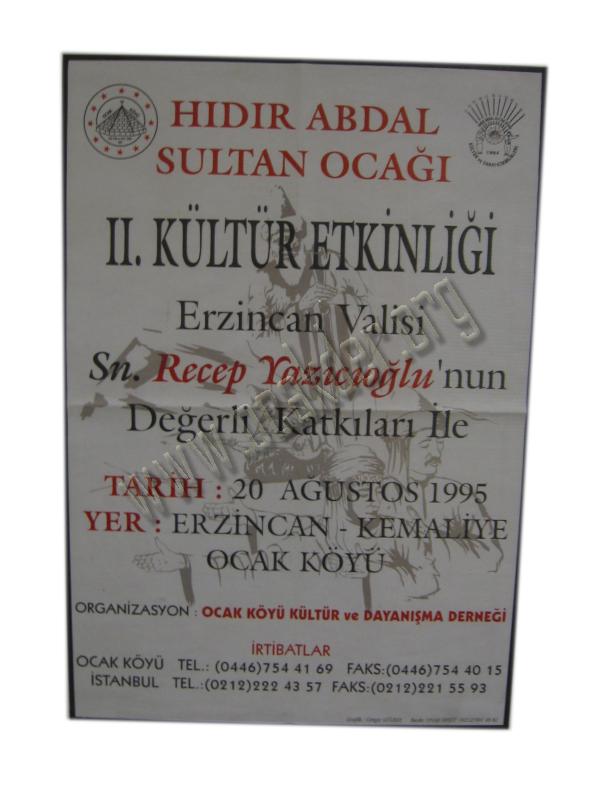 HIDIR ABDAL
SULTAN OCAĞI
II. KÜLTÜR ETKİNLİĞİ
Erzincan Valisi
Sn. Recep Yazıcıoğlu'nun
Değerli Katkıları İle
TARİH : 20 AĞUSTOS 1995
YER : ERZİNCAN - KEMALİYE
OCAK KÖYÜ
ORGANİZASYON : OCAK KÖYÜ KÜLTÜR ve DAYANIŞMA DERNEĞİ
İRTİBATLAR
OCAK KÖYÜ TEL.: (0446)754 41 69 FAKS:(0446)754 40 15
İSTANBUL TEL.:(0212)222 43 57 FAKS:(0212)221 55 93